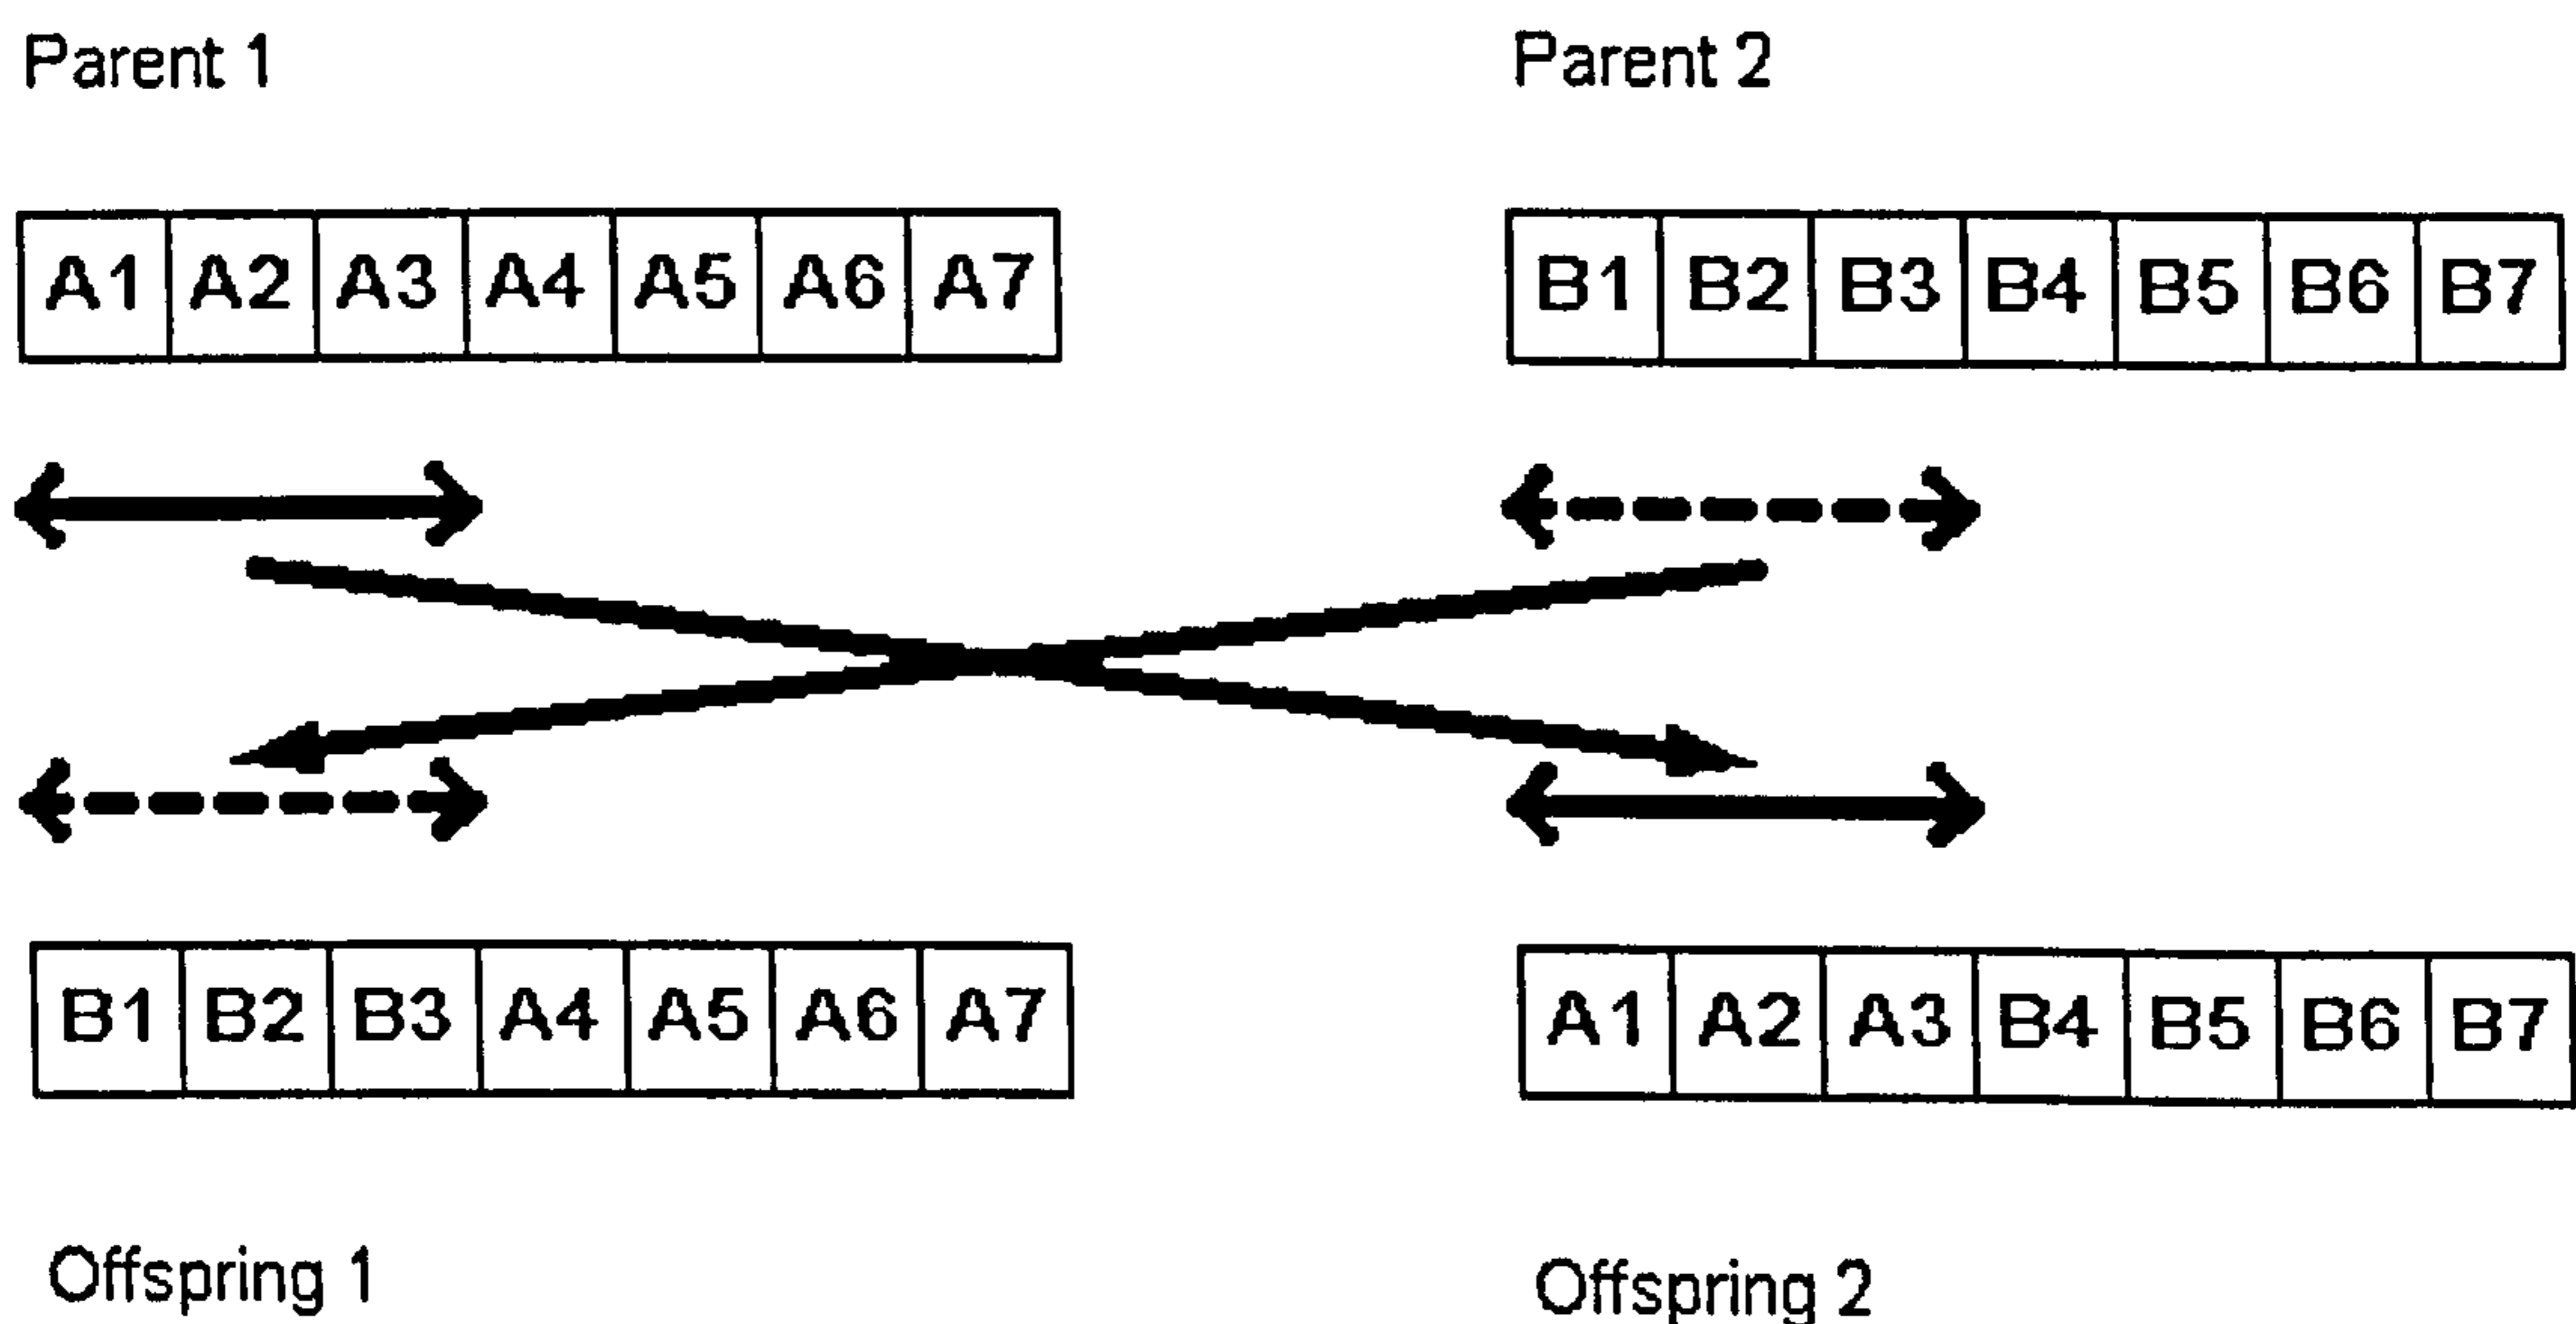 Parent 1
Parent 2
A1 A2 A3 A4 A5 A6 A7
B1 B2 B3 B4 B5 B6 B7
B1 B2 B3 A4 A5 A6 A7
A1 A2 A3 B4 B5 B6 B7
Offspring 1
Offspring 2